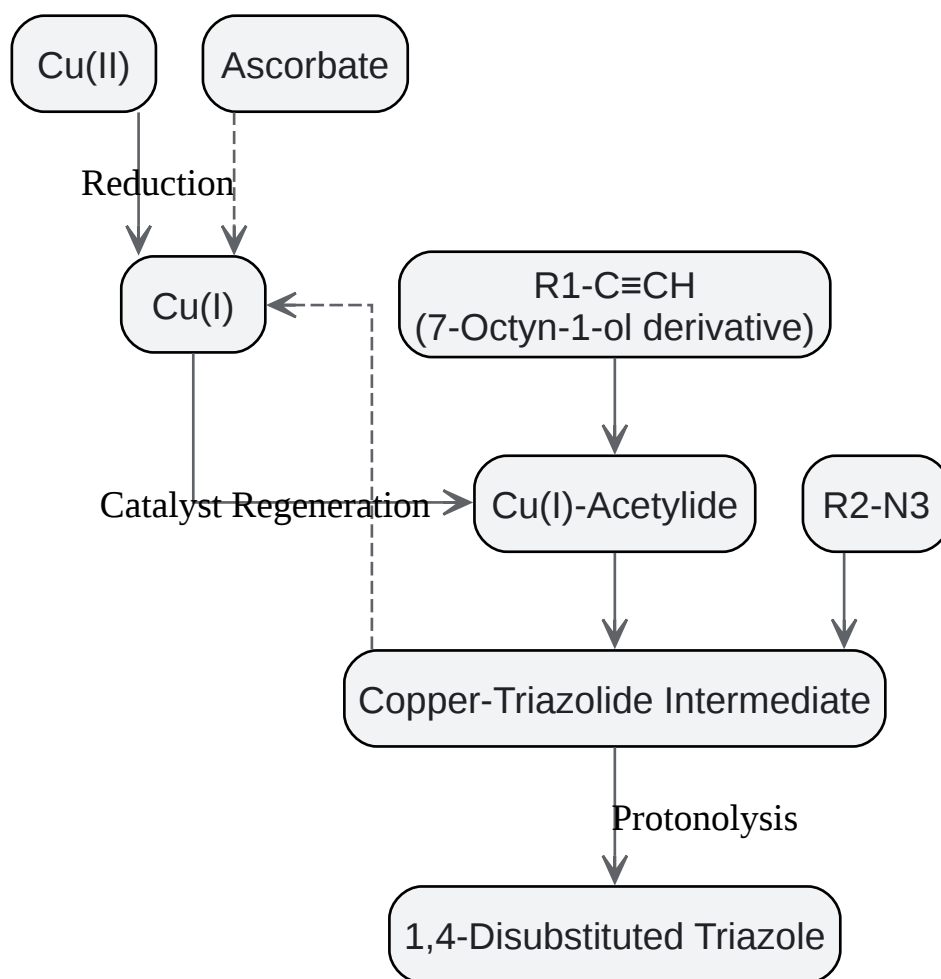 Cu(II)
Ascorbate
Reduction
Cu(I)
R1-C≡CH
(7-Octyn-1-ol derivative)
Catalyst Regeneration
Cu(I)-Acetylide
R2-N3
Copper-Triazolide Intermediate
Protonolysis
1,4-Disubstituted Triazole